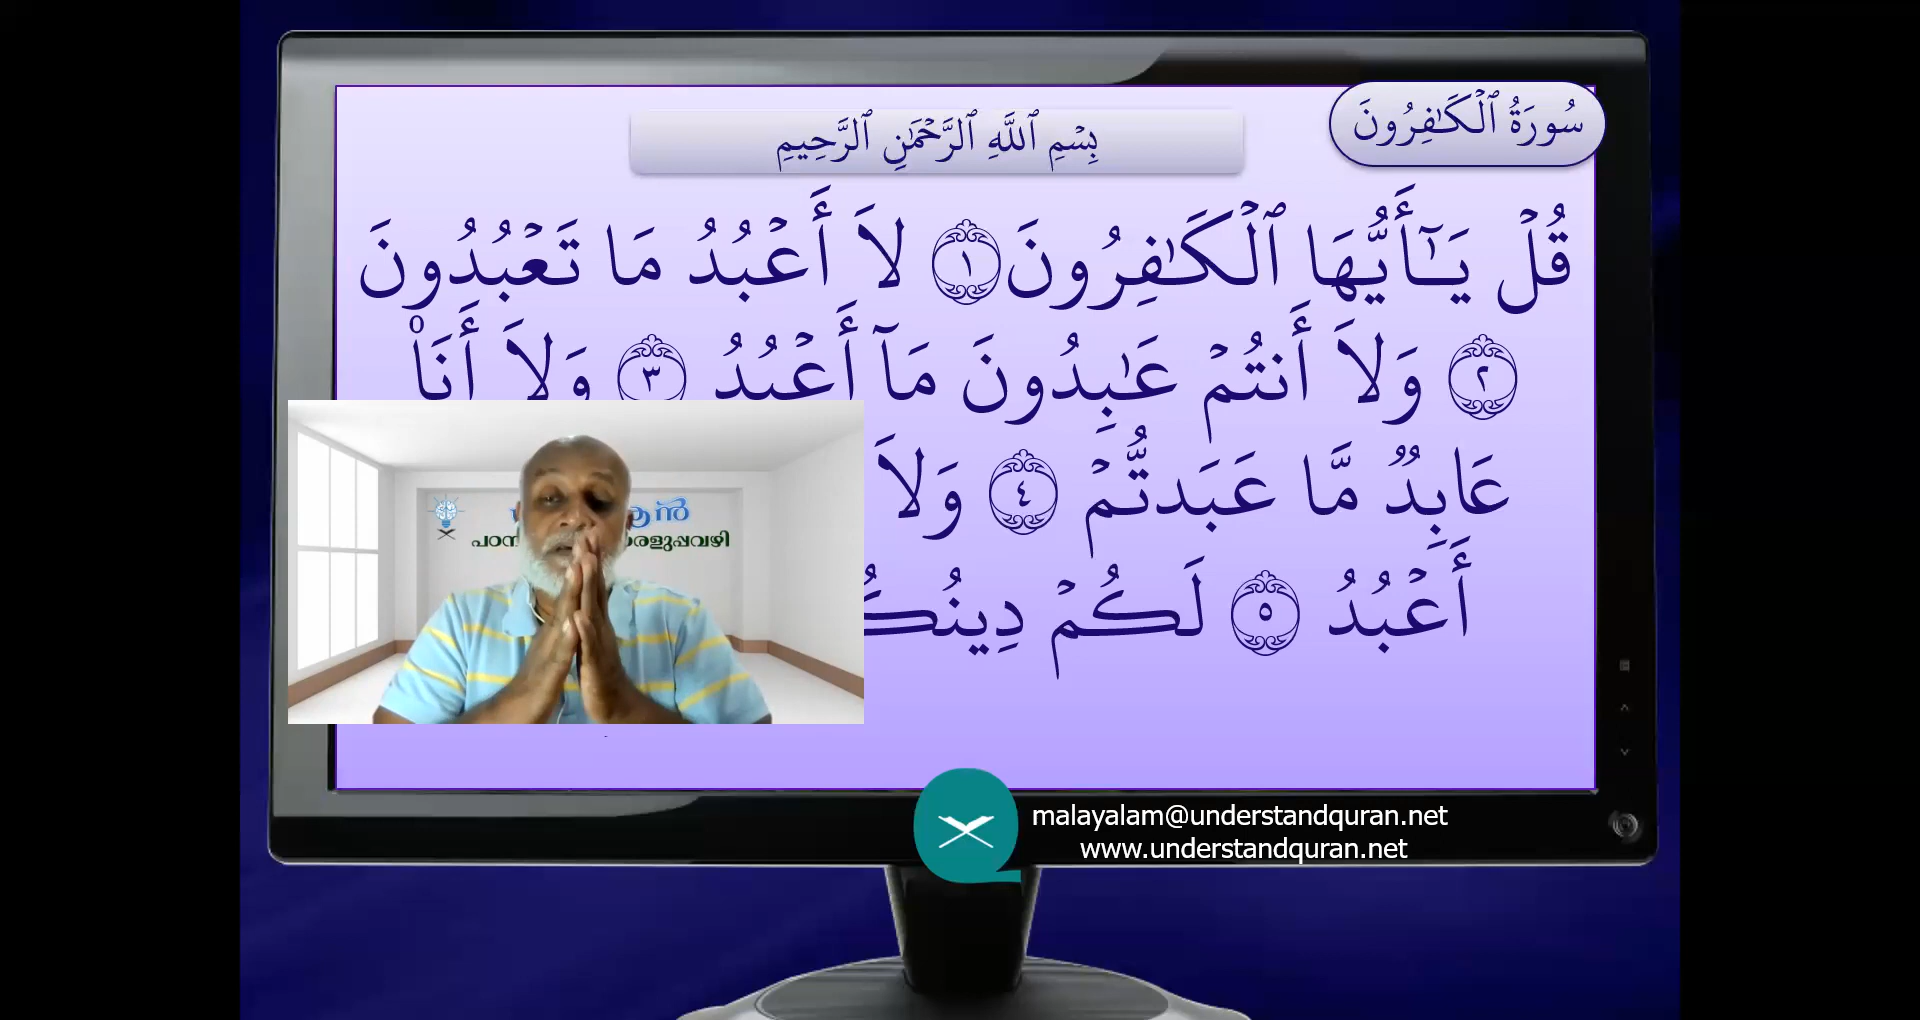 سُورَةُ ٱلْكَـٰفِرُونَ
بِسْمِ ٱللَّهِ ٱلرَّحْمَـٰنِ ٱلرَّحِيمِ
قُلْ يَـٰٓأَيُّهَا ٱلْكَـٰفِرُونَ ١ لَا أَعْبُدُ مَا تَعْبُدُونَ
٢ وَلَا أَنتُمْ عَـٰبِدُونَ مَآ أَعْبُدُ ٣ وَلَا أَنَا۠
عَابِدٌ مَّا عَبَدتُّمْ ٤ وَلَا
أَعْبُدُ ٥ لَكُمْ
malayalam@understandquran.net
www.understandquran.net